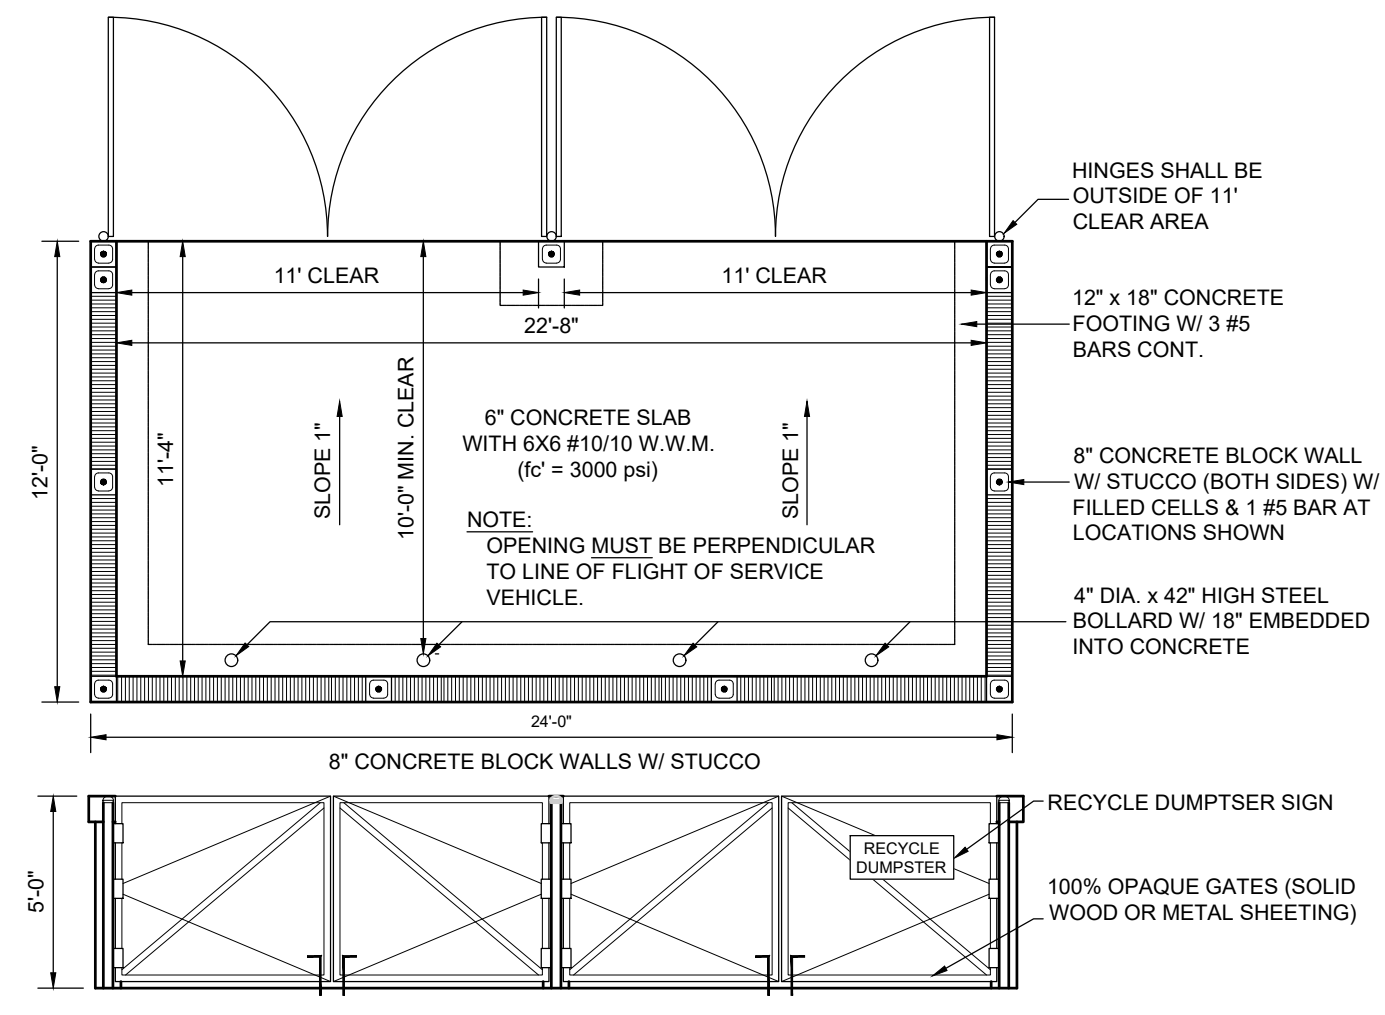 HINGES SHALL BE
OUTSIDE OF 11'
CLEAR AREA
11' CLEAR
11' CLEAR
22'-8"
12" x 18" CONCRETE
FOOTING W/ 3 #5
BARS CONT.
12'-0"
11'-4"
SLOPE 1"
10'-0" MIN. CLEAR
6" CONCRETE SLAB
WITH 6X6 #10/10 W.W.M.
(fc' = 3000 psi)
SLOPE 1"
8" CONCRETE BLOCK WALL
W/ STUCCO (BOTH SIDES) W/
FILLED CELLS & 1 #5 BAR AT
LOCATIONS SHOWN
NOTE:
OPENING MUST BE PERPENDICULAR
TO LINE OF FLIGHT OF SERVICE
VEHICLE.
4" DIA. x 42" HIGH STEEL
BOLLARD W/ 18" EMBEDDED
INTO CONCRETE
24'-0"
8" CONCRETE BLOCK WALLS W/ STUCCO
5'-0"
RECYCLE DUMPTSER SIGN
RECYCLE
DUMPSTER
100% OPAQUE GATES (SOLID
WOOD OR METAL SHEETING)